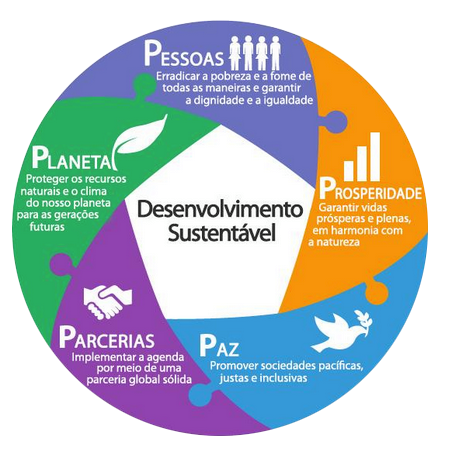 PESSOAS
Erradicar a pobreza e a fome de
todas as maneiras e garantir
a dignidade e a igualdade
PROSPERIDADE
Garantir vidas
prósperas e plenas,
em harmonia com
a natureza
PAZ
Promover sociedades pacíficas,
justas e inclusivas
PARCERIAS
Implementar a agenda
por meio de uma
parceria global sólida
PLANETA
Proteger os recursos
naturais e o clima
do nosso planeta
para as gerações
futuras
Desenvolvimento
Sustentável